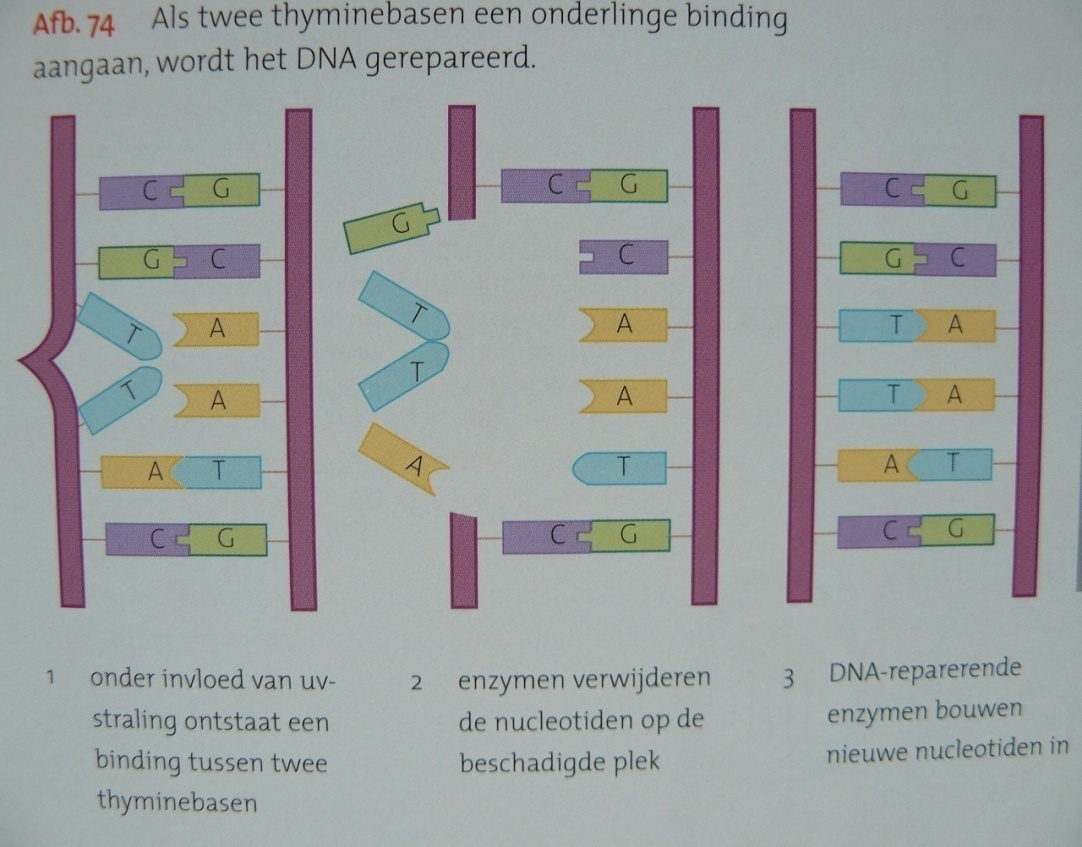 Afb. 74 Als twee thyminebasen een onderlinge binding
aangaan, wordt het DNA gerepareerd.
C G
G C
T A
T A
A T
C G
C G
G C
T A
T A
A T
C G
C G
G C
T A
T A
A T
C G
1 onder invloed van uv-
straling ontstaat een
binding tussen twee
thyminebasen
2 enzymen verwijderen
de nucleotiden op de
beschadigde plek
3 DNA-reparerende
enzymen bouwen
nieuwe nucleotiden in